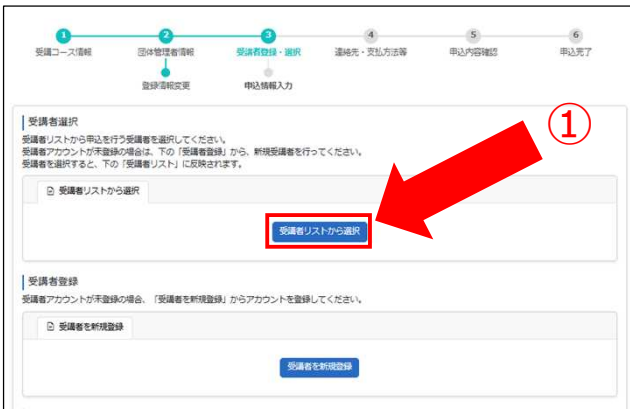 1 2 3 4 5 6
受講コース情報 団体管理者情報 受講者登録・選択 連絡先・支払方法等 申込内容確認 申込完了
登録情報変更 申込情報入力
受講者選択
①
受講者リストから申込を行う受講者を選択してください。
受講者アカウントが未登録の場合は、下の「受講者登録」から、新規受講者を行ってください。
受講者を選択すると、下の「受講者リスト」に反映されます。
受講者リストから選択
受講者リストから選択
受講者登録
受講者アカウントが未登録の場合、「受講者を新規登録」からアカウントを登録してください。
受講者を新規登録
受講者を新規登録